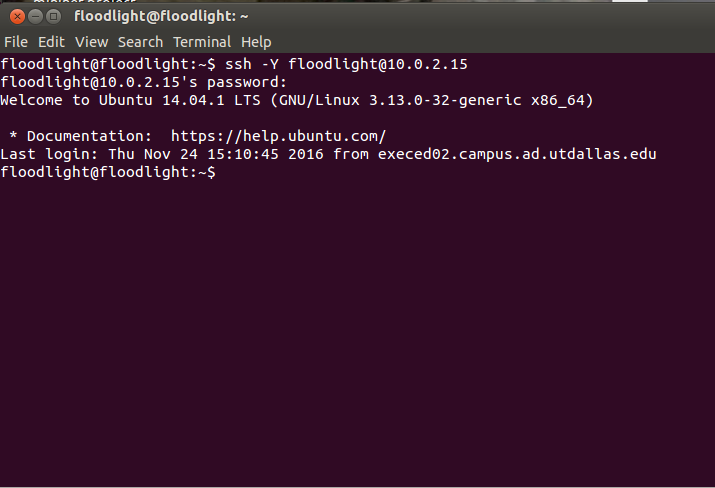 floodlight@floodlight: ~
File Edit View Search Terminal Help
floodlight@floodlight:~$ ssh -Y floodlight@10.0.2.15
floodlight@10.0.2.15's password:
Welcome to Ubuntu 14.04.1 LTS (GNU/Linux 3.13.0-32-generic x86_64)
* Documentation:  https://help.ubuntu.com/
Last login: Thu Nov 24 15:10:45 2016 from execed02.campus.ad.utdallas.edu
floodlight@floodlight:~$